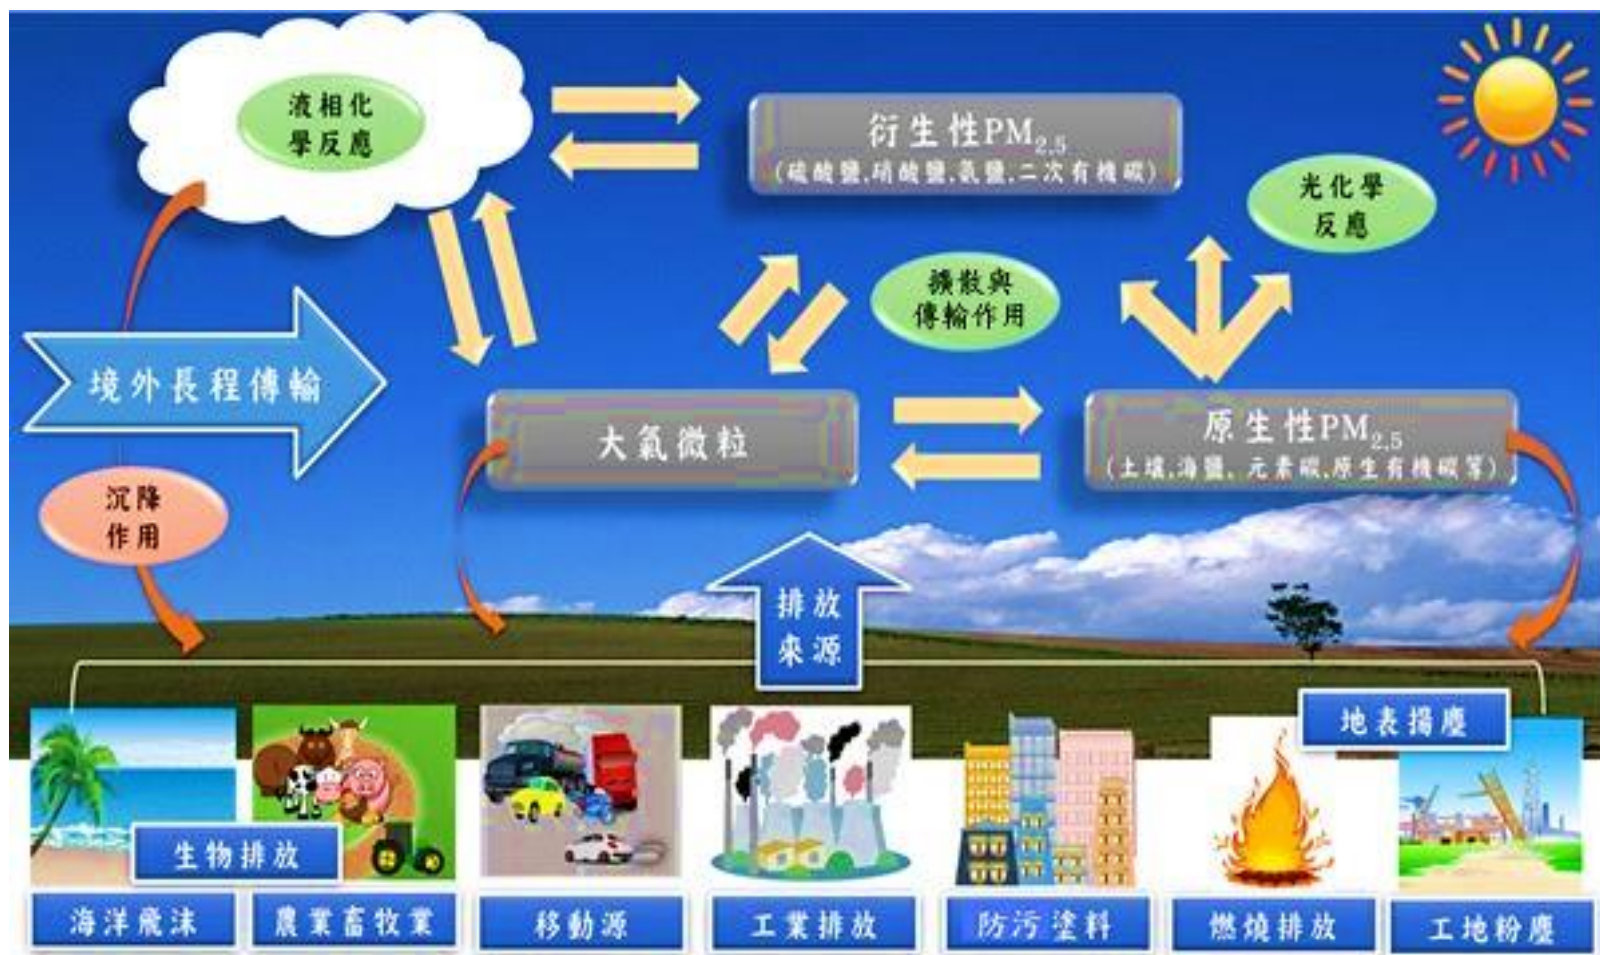 液相化
學反應
衍生性PM2.5
(硫酸鹽.硝酸鹽.氨鹽.二次有機碳)
光化學
反應
擴散與
傳輸作用
境外長程傳輸
大氣微粒
原生性PM2.5
(土壤.海鹽. 元素碳.原生有機碳等)
沉降
作用
排放
來源
地表揚塵
生物排放
海洋飛沫
農業畜牧業
移動源
工業排放
防污塗料
燃燒排放
工地粉塵